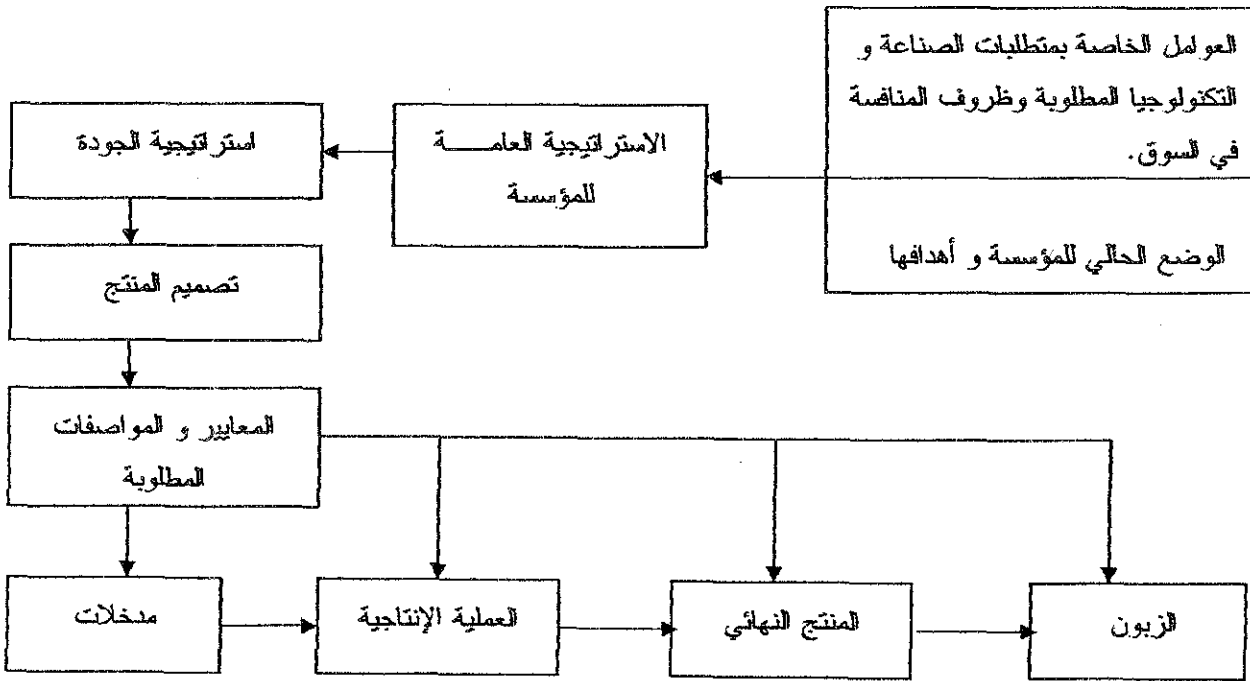 العوامل الخاصة بمتطلبات الصناعة و
التكنولوجيا المطلوبة وظروف المنافسة
في السوق.
الوضع الحالي للمؤسسة و أهدافها
الاستراتيجية العامـــــة
للمؤسسة
استراتيجية الجودة
تصميم المنتج
المعايير و المواصفات
المطلوبة
مدخلات
العملية الإنتاجية
المنتج النهائي
الزبون